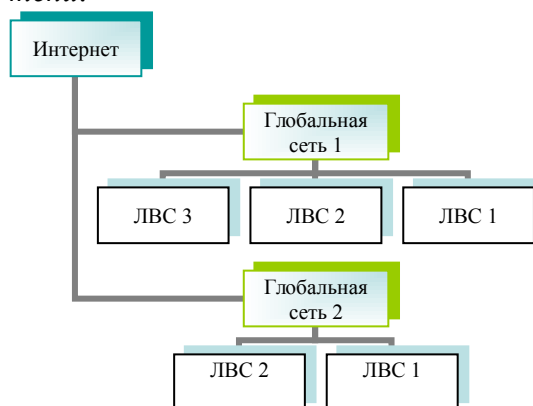 Интернет
Глобальная
сеть 1
ЛВС 3
ЛВС 2
ЛВС 1
Глобальная
сеть 2
ЛВС 2
ЛВС 1